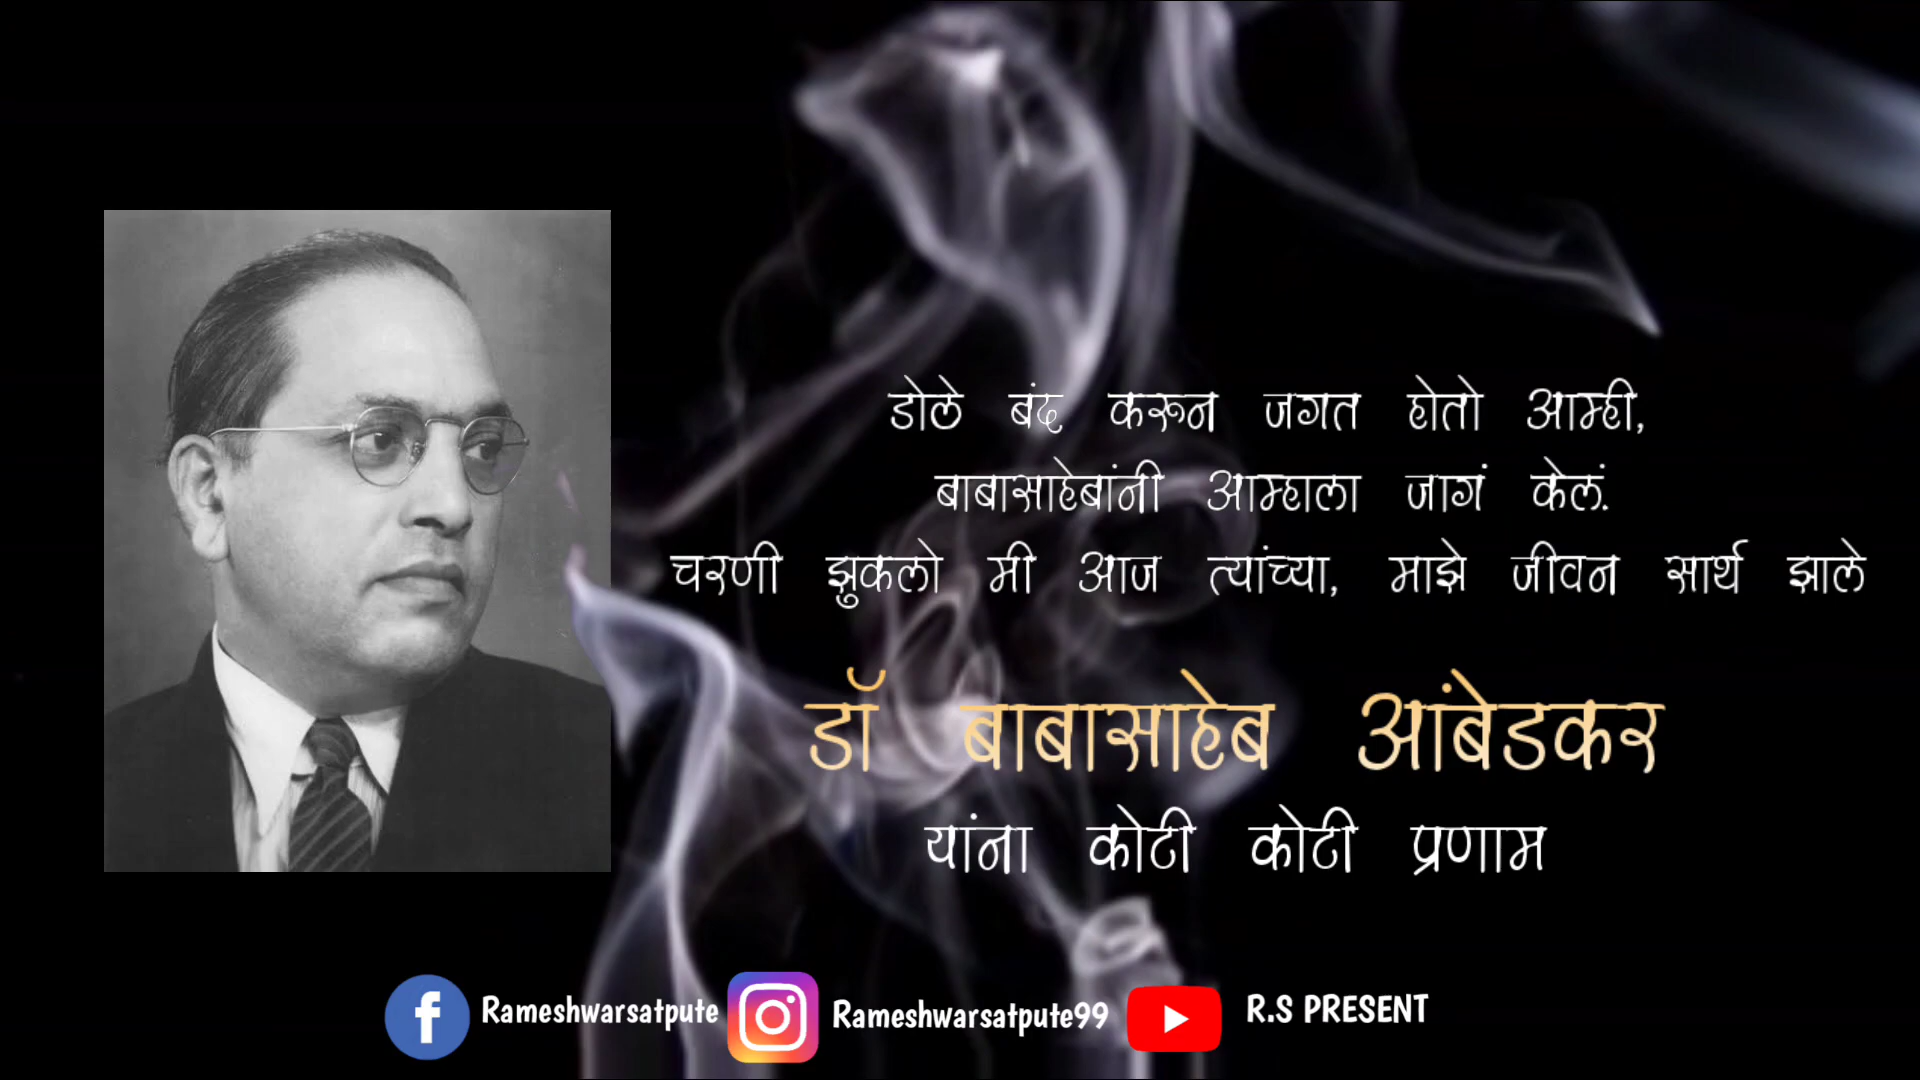 डोले बंद करून जगत होतो आम्ही,
बाबासाहेबांनी आम्हाला जागं केलं.
चरणी झुकलो मी आज त्यांच्या, माझे जीवन सार्थ झाले
डॉ बाबासाहेब आंबेडकर
यांना कोटी कोटी प्रणाम
Rameshwarsatpute Rameshwarsatpute99 R.S PRESENT